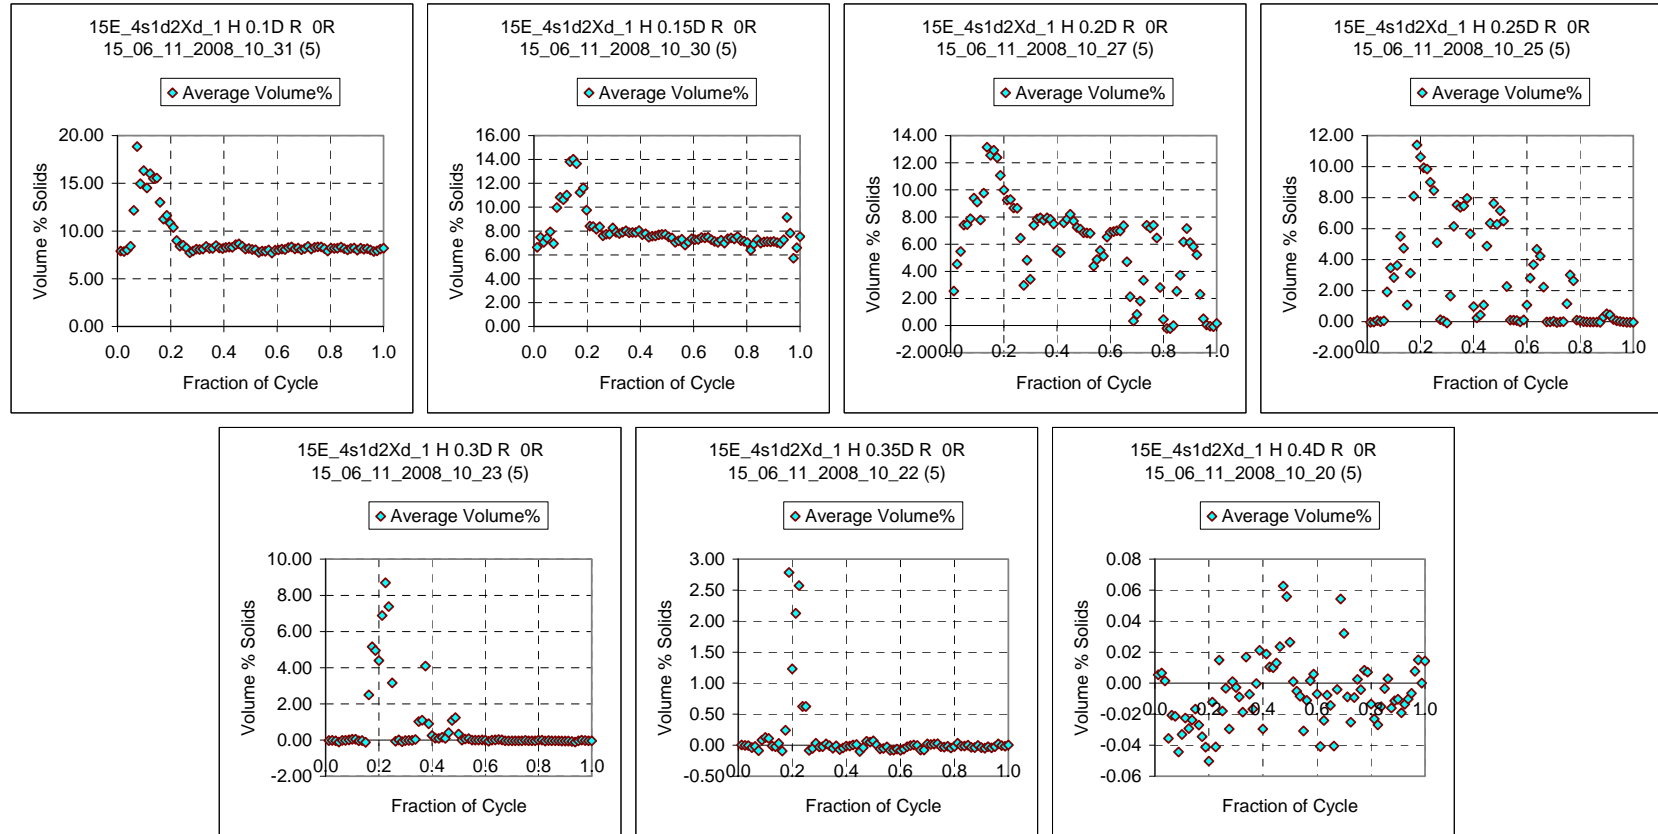 15E_4s1d2Xd_1 H 0.1D R 0R
15_06_11_2008_10_31 (5)
Average Volume%
Volume % Solids
20.00
15.00
10.00
5.00
0.00
0.0 0.2 0.4 0.6 0.8 1.0
Fraction of Cycle
15E_4s1d2Xd_1 H 0.15D R 0R
15_06_11_2008_10_30 (5)
Average Volume%
Volume % Solids
16.00
14.00
12.00
10.00
8.00
6.00
4.00
2.00
0.00
0.0 0.2 0.4 0.6 0.8 1.0
Fraction of Cycle
15E_4s1d2Xd_1 H 0.2D R 0R
15_06_11_2008_10_27 (5)
Average Volume%
Volume % Solids
14.00
12.00
10.00
8.00
6.00
4.00
2.00
0.00
-2.00
0.0 0.2 0.4 0.6 0.8 1.0
Fraction of Cycle
15E_4s1d2Xd_1 H 0.25D R 0R
15_06_11_2008_10_25 (5)
Average Volume%
Volume % Solids
12.00
10.00
8.00
6.00
4.00
2.00
0.00
-2.00
0.0 0.2 0.4 0.6 0.8 1.0
Fraction of Cycle
15E_4s1d2Xd_1 H 0.3D R 0R
15_06_11_2008_10_23 (5)
Average Volume%
Volume % Solids
10.00
8.00
6.00
4.00
2.00
0.00
-2.00
0.0 0.2 0.4 0.6 0.8 1.0
Fraction of Cycle
15E_4s1d2Xd_1 H 0.35D R 0R
15_06_11_2008_10_22 (5)
Average Volume%
Volume % Solids
3.00
2.50
2.00
1.50
1.00
0.50
0.00
-0.50
0.0 0.2 0.4 0.6 0.8 1.0
Fraction of Cycle
15E_4s1d2Xd_1 H 0.4D R 0R
15_06_11_2008_10_20 (5)
Average Volume%
Volume % Solids
0.08
0.06
0.04
0.02
0.00
-0.02
-0.04
-0.06
0.0 0.2 0.4 0.6 0.8 1.0
Fraction of Cycle